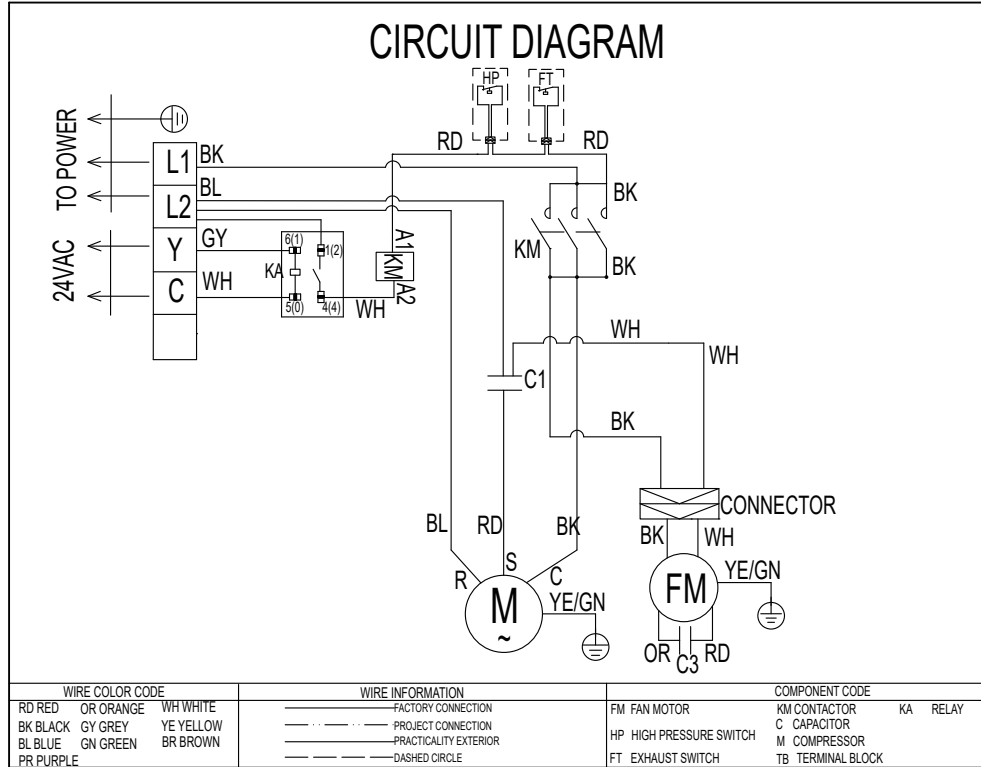 CIRCUIT DIAGRAM
HP FT
TO POWER
RD RD
L1 BK
BK
BL
L2
24VAC
Y GY
6(1) 1(2)
A1
KM
KA
KM
BK
C WH
5(0) 4(4)
WH
A2
WH
WH
C1
BK
CONNECTOR
BL RD BK
BK WH
R S C
M
~
YE/GN
FM
YE/GN
OR C3 RD
WIRE COLOR CODE
RD RED OR ORANGE WH WHITE
BK BLACK GY GREY YE YELLOW
BL BLUE GN GREEN BR BROWN
PR PURPLE
WIRE INFORMATION
FACTORY CONNECTION
PROJECT CONNECTION
PRACTICALITY EXTERIOR
DASHED CIRCLE
COMPONENT CODE
FM FAN MOTOR KM CONTACTOR KA RELAY
C CAPACITOR
HP HIGH PRESSURE SWITCH
M COMPRESSOR
FT EXHAUST SWITCH TB TERMINAL BLOCK